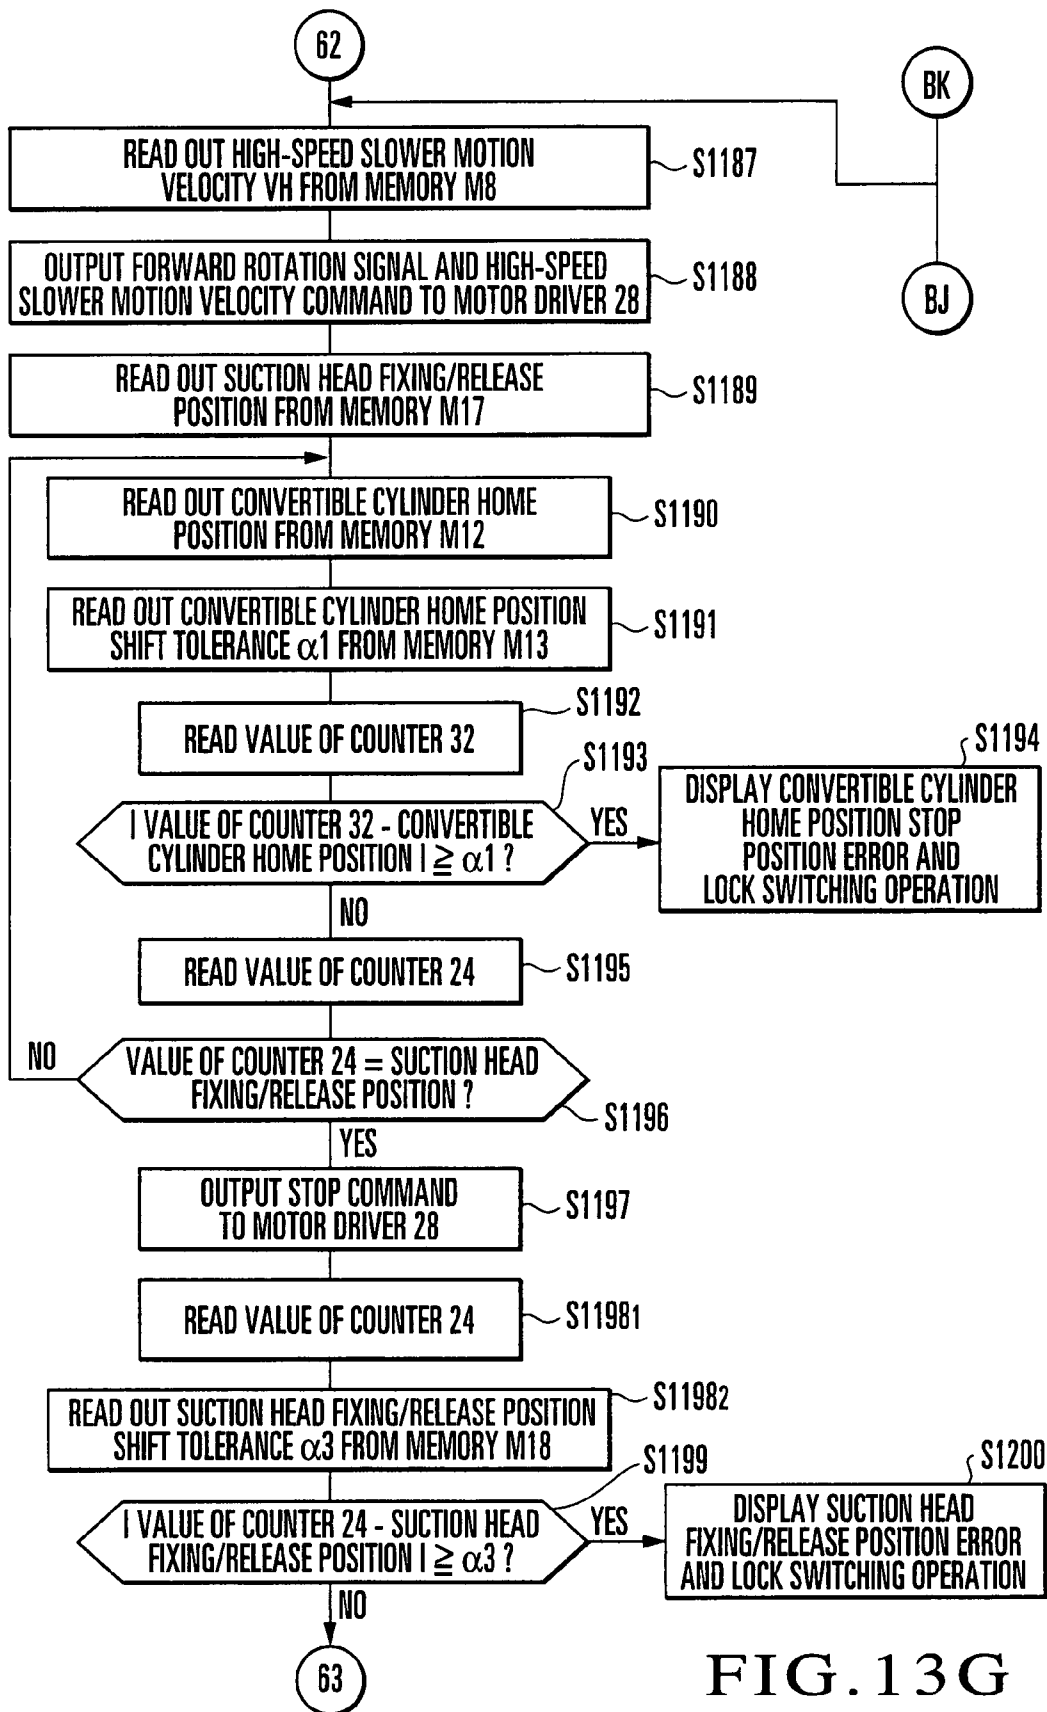 62
BK
READ OUT HIGH-SPEED SLOWER MOTION
VELOCITY VH FROM MEMORY M8
S1187
OUTPUT FORWARD ROTATION SIGNAL AND HIGH-SPEED
SLOWER MOTION VELOCITY COMMAND TO MOTOR DRIVER 28
S1188
BJ
READ OUT SUCTION HEAD FIXING/RELEASE
POSITION FROM MEMORY M17
S1189
READ OUT CONVERTIBLE CYLINDER HOME
POSITION FROM MEMORY M12
S1190
READ OUT CONVERTIBLE CYLINDER HOME POSITION
SHIFT TOLERANCE α1 FROM MEMORY M13
S1191
READ VALUE OF COUNTER 32
S1192
I VALUE OF COUNTER 32 - CONVERTIBLE
CYLINDER HOME POSITION I ≧ α1 ?
S1193
YES
DISPLAY CONVERTIBLE CYLINDER
HOME POSITION STOP
POSITION ERROR AND
LOCK SWITCHING OPERATION
S1194
NO
READ VALUE OF COUNTER 24
S1195
NO
VALUE OF COUNTER 24 = SUCTION HEAD
FIXING/RELEASE POSITION ?
S1196
YES
OUTPUT STOP COMMAND
TO MOTOR DRIVER 28
S1197
READ VALUE OF COUNTER 24
S11981
READ OUT SUCTION HEAD FIXING/RELEASE POSITION
SHIFT TOLERANCE α3 FROM MEMORY M18
S11982
I VALUE OF COUNTER 24 - SUCTION HEAD
FIXING/RELEASE POSITION I ≧ α3 ?
S1199
YES
DISPLAY SUCTION HEAD
FIXING/RELEASE POSITION ERROR
AND LOCK SWITCHING OPERATION
S1200
NO
63
FIG.13G